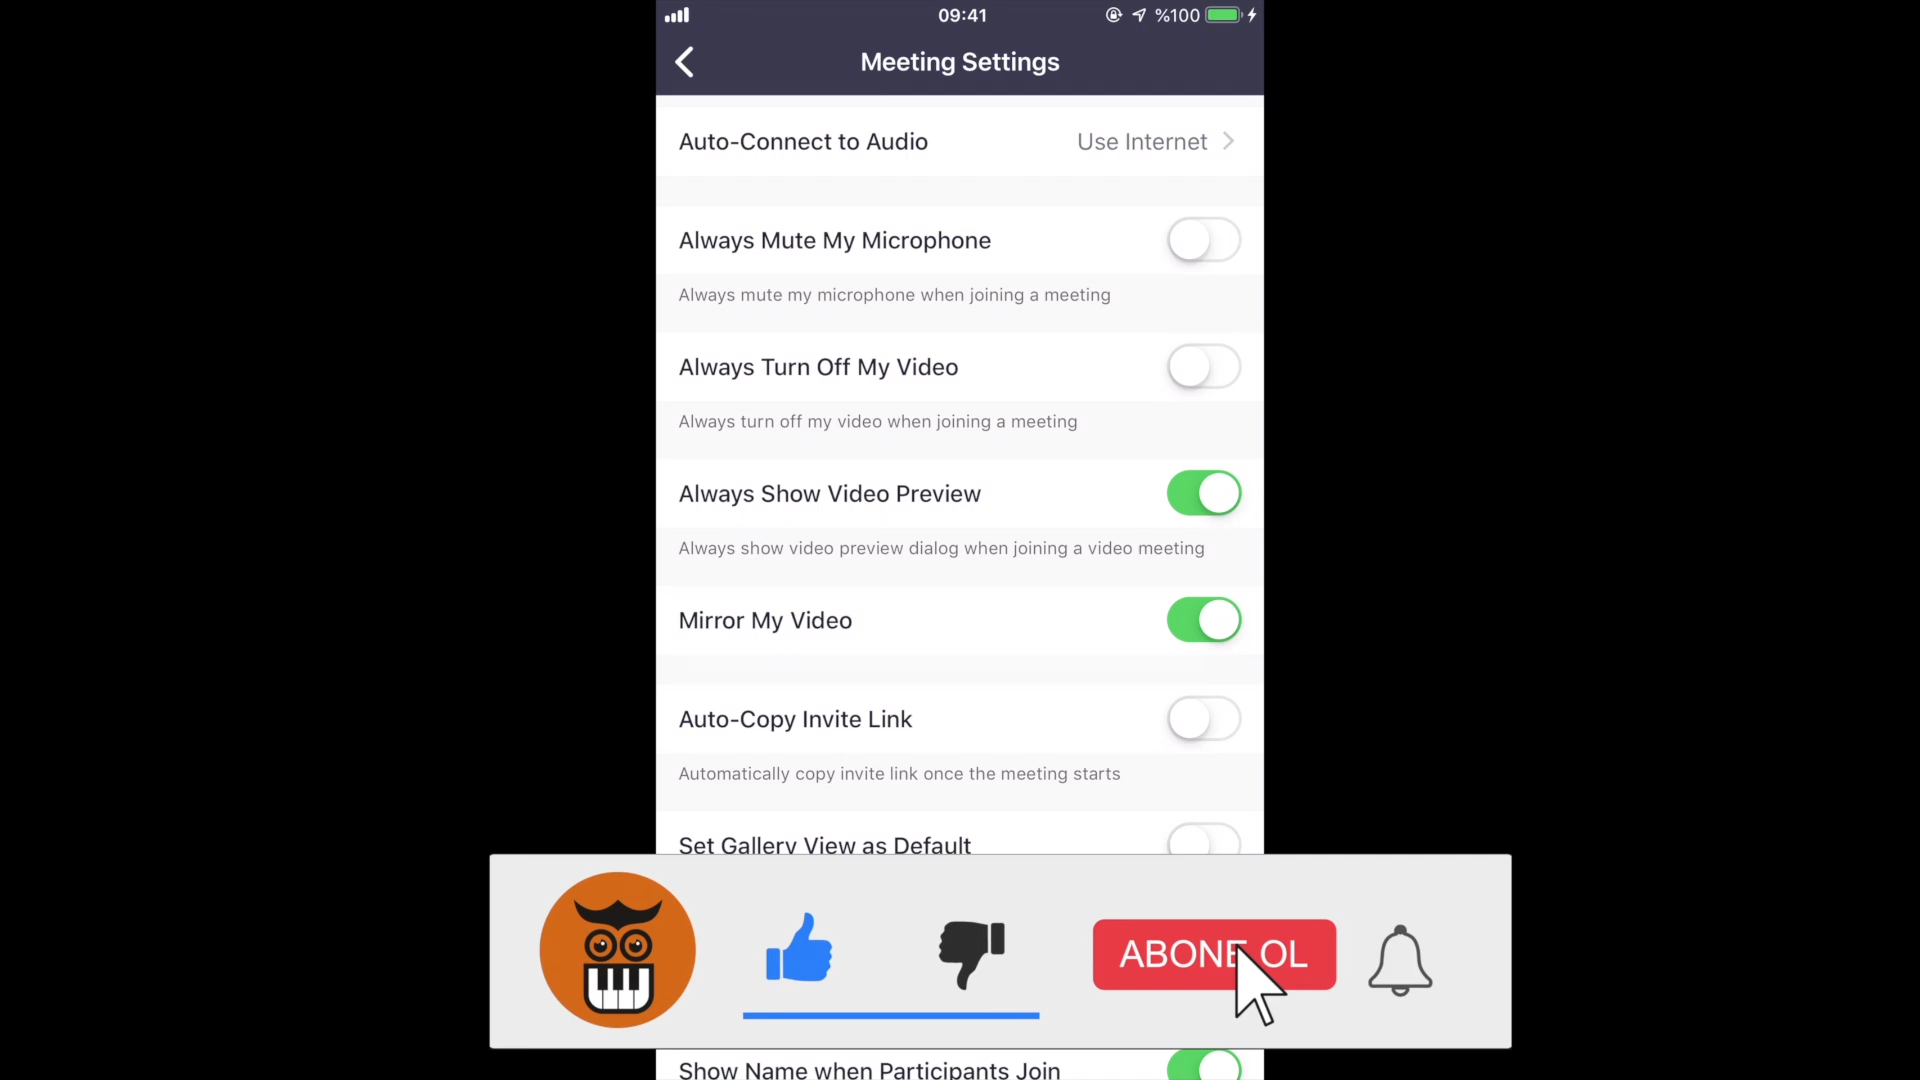 09:41
%100
Meeting Settings
Auto-Connect to Audio Use Internet
Always Mute My Microphone
Always mute my microphone when joining a meeting
Always Turn Off My Video
Always turn off my video when joining a meeting
Always Show Video Preview
Always show video preview dialog when joining a video meeting
Mirror My Video
Auto-Copy Invite Link
Automatically copy invite link once the meeting starts
Set Gallery View as Default
ABONE OL
Show Name when Participants Join